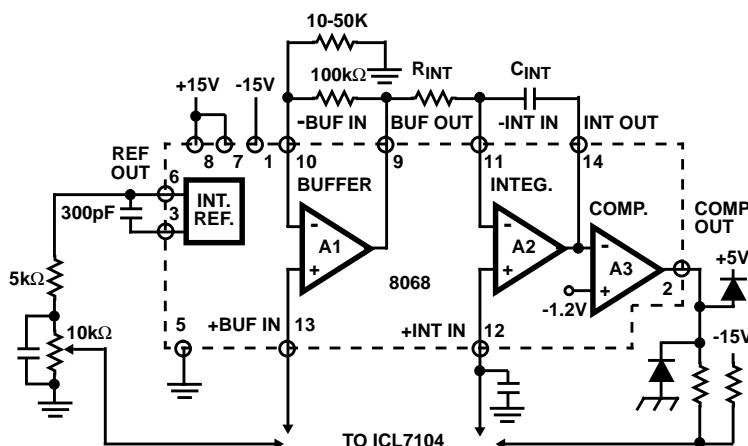 10-50K
100kΩ
R_INT
C_INT
+15V
-15V
-BUF IN
BUF OUT
-INT IN
INT OUT
REF
OUT
8
7
1
10
9
11
14
6
3
INT.
REF.
BUFFER
INTEG.
COMP.
COMP
OUT
300pF
-
A1
+
-
A2
+
-
A3
+
+5V
5kΩ
8068
-1.2V
2
10kΩ
5
+BUF IN
13
+INT IN
12
-15V
TO ICL7104